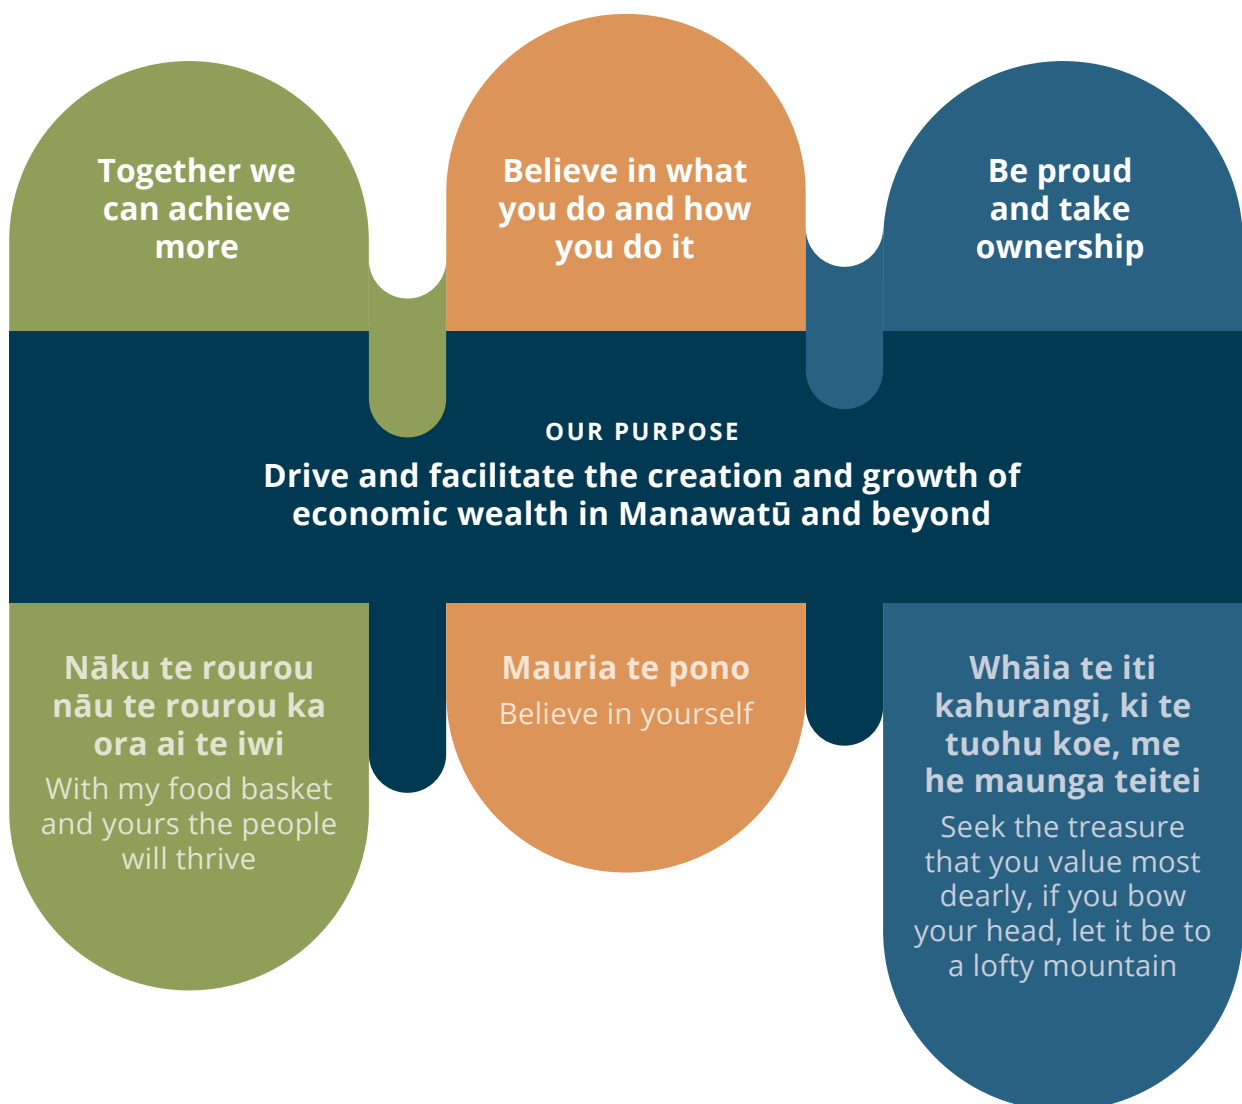 Together we
can achieve
more
Believe in what
you do and how
you do it
Be proud
and take
ownership
OUR PURPOSE
Drive and facilitate the creation and growth of
economic wealth in Manawatū and beyond
Nāku te rourou
nāu te rourou ka
ora ai te iwi
With my food basket
and yours the people
will thrive
Mauria te pono
Believe in yourself
Whāia te iti
kahurangi, ki te
tuohu koe, me
he maunga teitei
Seek the treasure
that you value most
dearly, if you bow
your head, let it be to
a lofty mountain